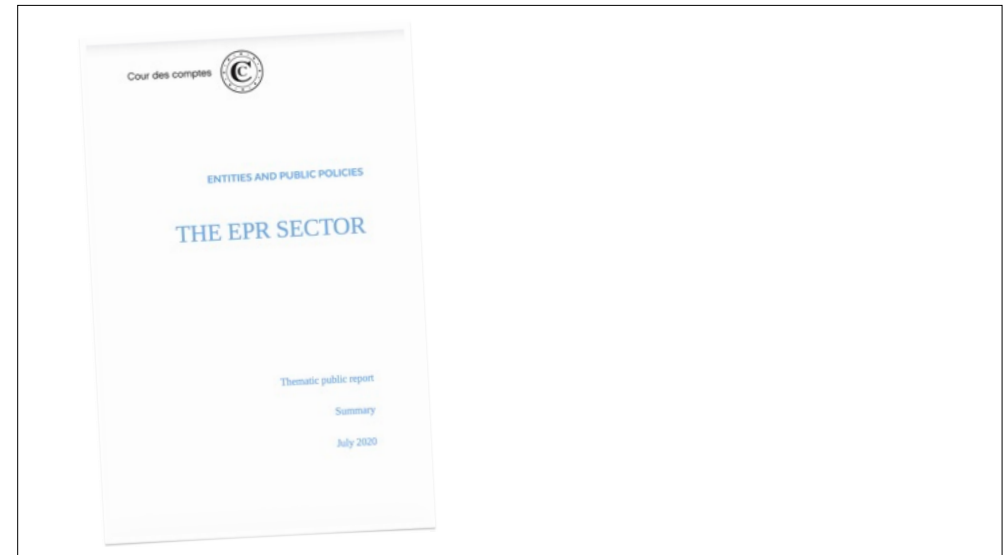 Cour des comptes
ENTITIES AND PUBLIC POLICIES
THE EPR SECTOR
Thematic public report
Summary
July 2020